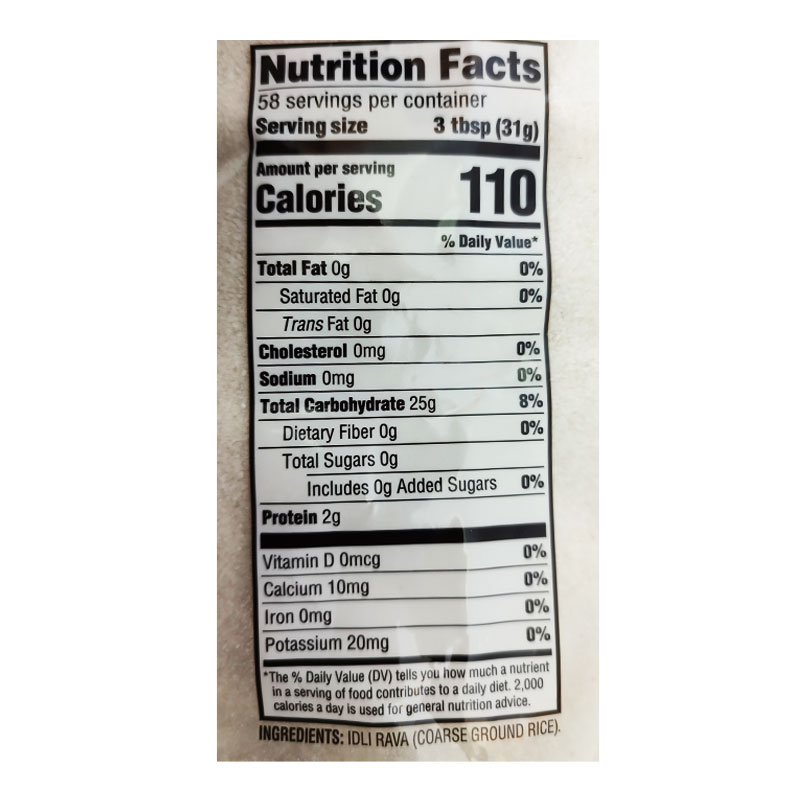 Nutrition Facts
58 servings per container
Serving size 3 tbsp (31g)
Amount per serving
Calories 110
% Daily Value*
Total Fat 0g 0%
Saturated Fat 0g 0%
Trans Fat 0g
Cholesterol 0mg 0%
Sodium 0mg 0%
Total Carbohydrate 25g 8%
Dietary Fiber 0g 0%
Total Sugars 0g
Includes 0g Added Sugars 0%
Protein 2g
Vitamin D 0mcg 0%
Calcium 10mg 0%
Iron 0mg 0%
Potassium 20mg 0%
*The % Daily Value (DV) tells you how much a nutrient
in a serving of food contributes to a daily diet. 2,000
calories a day is used for general nutrition advice.
INGREDIENTS: IDLI RAVA (COARSE GROUND RICE).